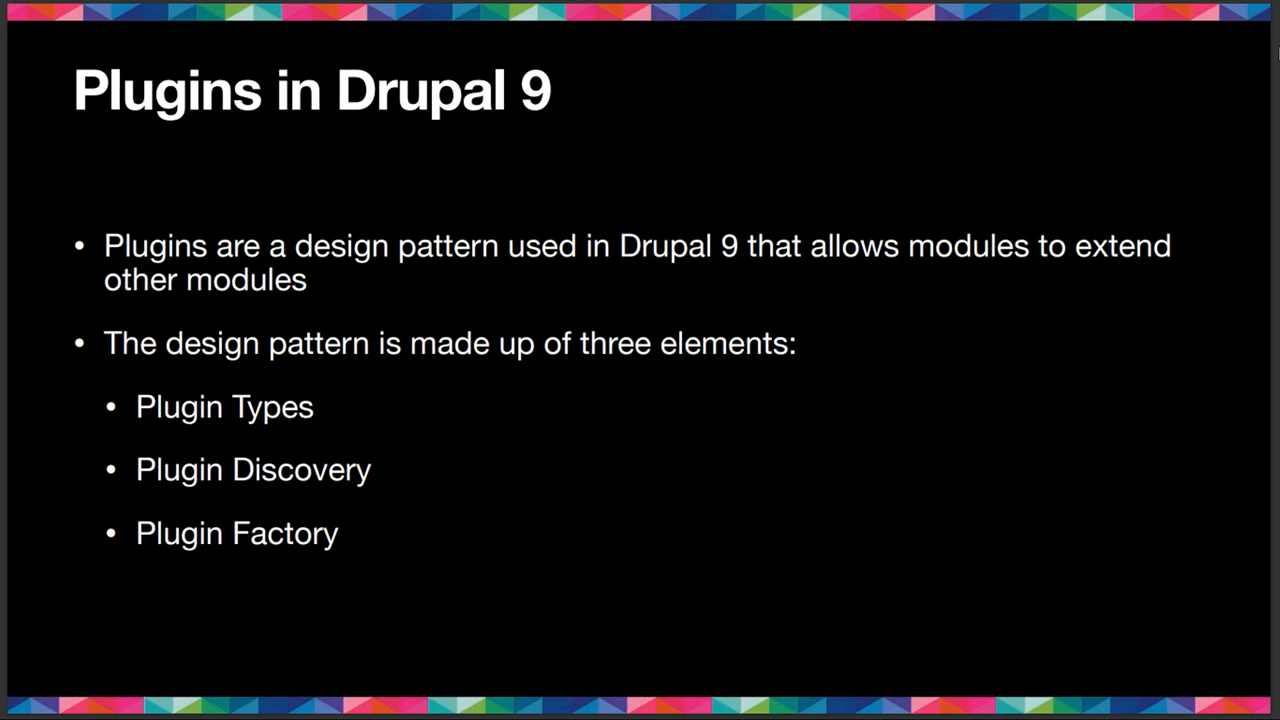 Plugins in Drupal 9
• Plugins are a design pattern used in Drupal 9 that allows modules to extend
other modules
• The design pattern is made up of three elements:
• Plugin Types
• Plugin Discovery
• Plugin Factory